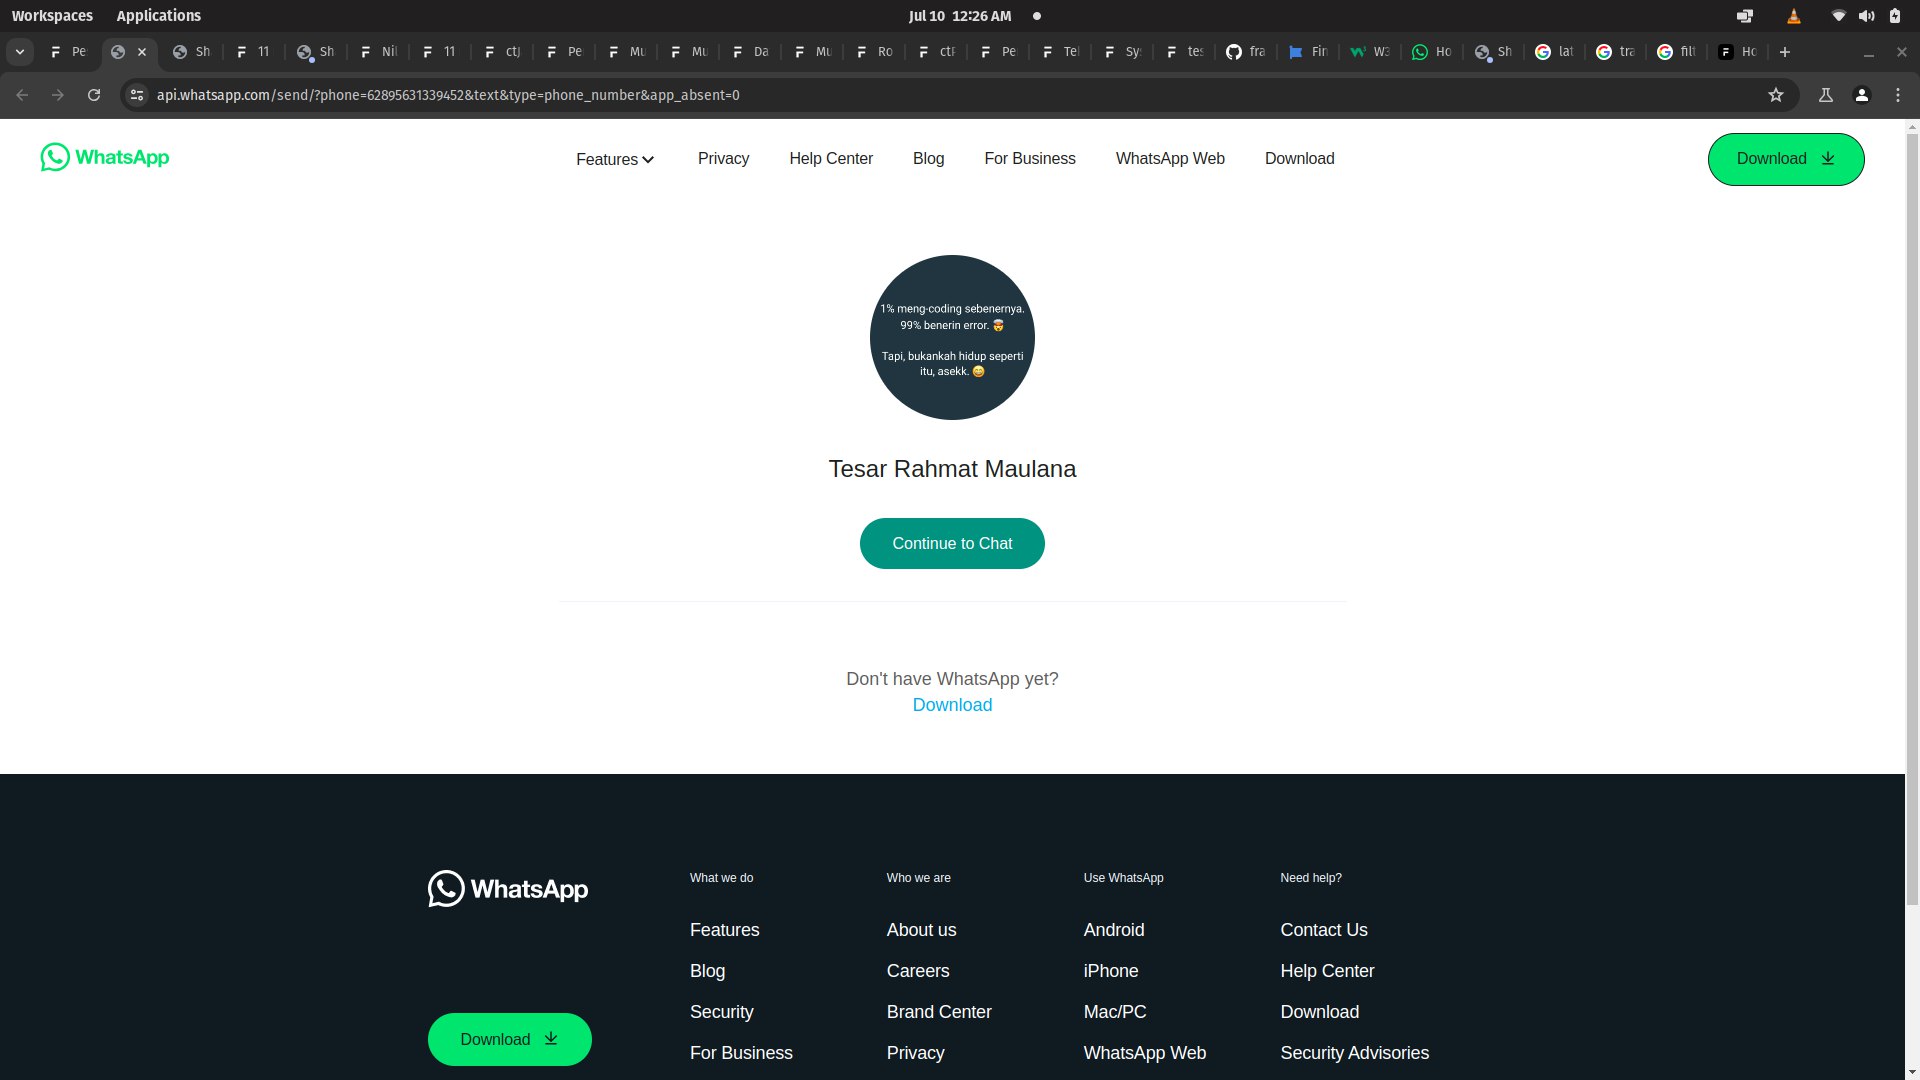 Workspaces Applications Jul 10 12:26 AM
Pe Sh 11 Sh Nil 11 ctJ Pe Mu Mu Da Mu Ro ctF Pe Tel Sy tes fra Fin W3 Ho Sh lat tra filt Ho
api.whatsapp.com/send/?phone=62895631339452&text&type=phone_number&app_absent=0
WhatsApp Features Privacy Help Center Blog For Business WhatsApp Web Download Download
1% meng-coding sebenernya.
99% benerin error. 🤯
Tapi, bukankah hidup seperti
itu, asekk. 😄
Tesar Rahmat Maulana
Continue to Chat
Don't have WhatsApp yet?
Download
WhatsApp
Download
What we do
Features
Blog
Security
For Business
Who we are
About us
Careers
Brand Center
Privacy
Use WhatsApp
Android
iPhone
Mac/PC
WhatsApp Web
Need help?
Contact Us
Help Center
Download
Security Advisories